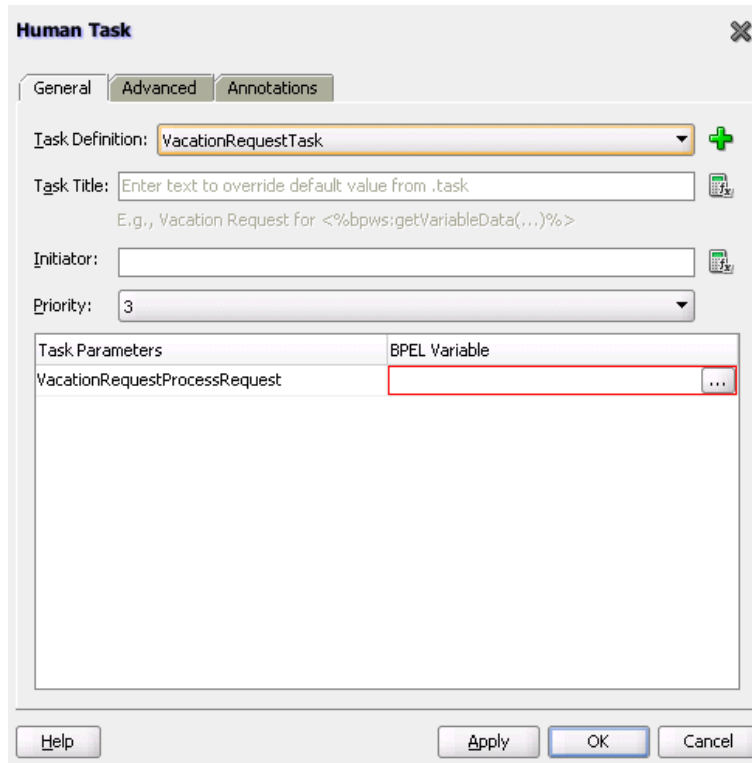 Human Task
General Advanced Annotations
Task Definition: VacationRequestTask
Task Title: Enter text to override default value from .task
E.g., Vacation Request for <%bpws:getVariableData(...)%>
Initiator:
Priority: 3
Task Parameters BPEL Variable
VacationRequestProcessRequest ...
Help Apply OK Cancel